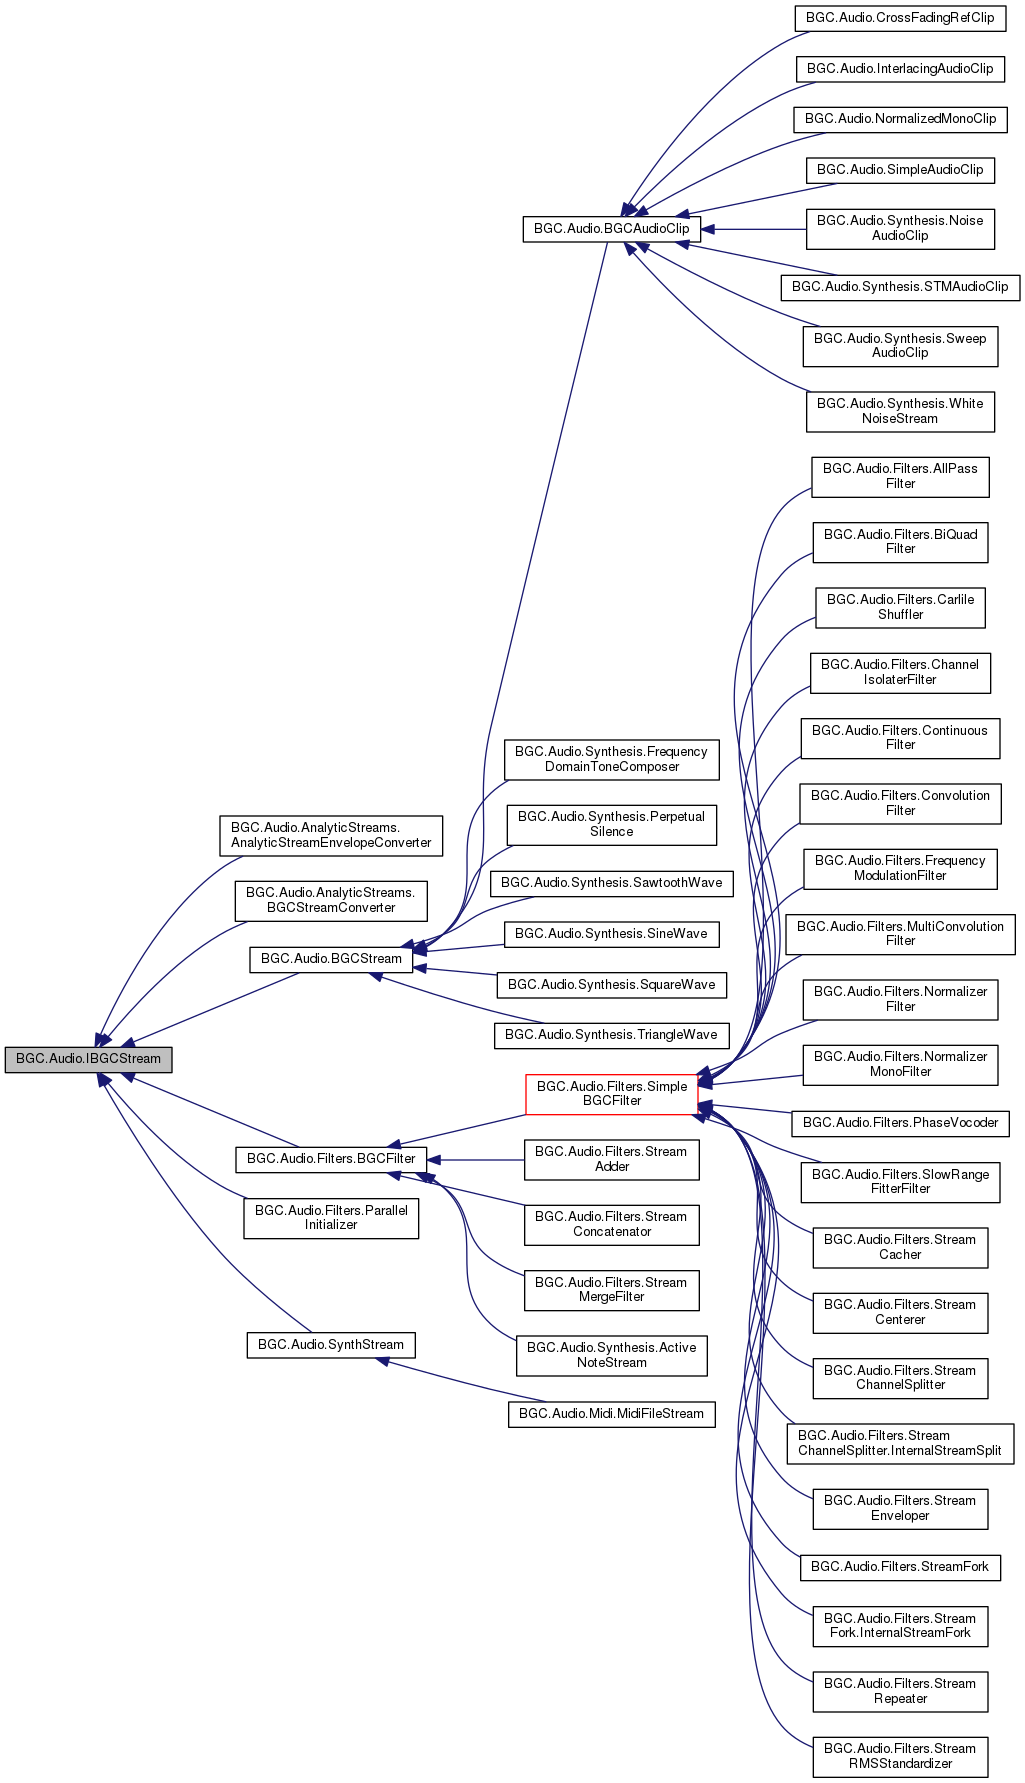 BGC.Audio.CrossFadingRefClip
BGC.Audio.InterlacingAudioClip
BGC.Audio.NormalizedMonoClip
BGC.Audio.SimpleAudioClip
BGC.Audio.BGCAudioClip
BGC.Audio.Synthesis.Noise
AudioClip
BGC.Audio.Synthesis.STMAudioClip
BGC.Audio.Synthesis.Sweep
AudioClip
BGC.Audio.Synthesis.White
NoiseStream
BGC.Audio.Filters.AllPass
Filter
BGC.Audio.Filters.BiQuad
Filter
BGC.Audio.Filters.Carlile
Shuffler
BGC.Audio.Filters.Channel
IsolaterFilter
BGC.Audio.Filters.Continuous
Filter
BGC.Audio.Synthesis.Frequency
DomainToneComposer
BGC.Audio.Filters.Convolution
Filter
BGC.Audio.Synthesis.Perpetual
Silence
BGC.Audio.AnalyticStreams.
AnalyticStreamEnvelopeConverter
BGC.Audio.Filters.Frequency
ModulationFilter
BGC.Audio.Synthesis.SawtoothWave
BGC.Audio.AnalyticStreams.
BGCStreamConverter
BGC.Audio.Filters.MultiConvolution
Filter
BGC.Audio.Synthesis.SineWave
BGC.Audio.BGCStream
BGC.Audio.Synthesis.SquareWave
BGC.Audio.Filters.Normalizer
Filter
BGC.Audio.Synthesis.TriangleWave
BGC.Audio.IBGCStream
BGC.Audio.Filters.Normalizer
MonoFilter
BGC.Audio.Filters.Simple
BGCFilter
BGC.Audio.Filters.PhaseVocoder
BGC.Audio.Filters.BGCFilter
BGC.Audio.Filters.Stream
Adder
BGC.Audio.Filters.SlowRange
FitterFilter
BGC.Audio.Filters.Parallel
Initializer
BGC.Audio.Filters.Stream
Concatenator
BGC.Audio.Filters.Stream
Cacher
BGC.Audio.Filters.Stream
MergeFilter
BGC.Audio.Filters.Stream
Centerer
BGC.Audio.SynthStream
BGC.Audio.Synthesis.Active
NoteStream
BGC.Audio.Filters.Stream
ChannelSplitter
BGC.Audio.Midi.MidiFileStream
BGC.Audio.Filters.Stream
ChannelSplitter.InternalStreamSplit
BGC.Audio.Filters.Stream
Enveloper
BGC.Audio.Filters.StreamFork
BGC.Audio.Filters.Stream
Fork.InternalStreamFork
BGC.Audio.Filters.Stream
Repeater
BGC.Audio.Filters.Stream
RMSStandardizer